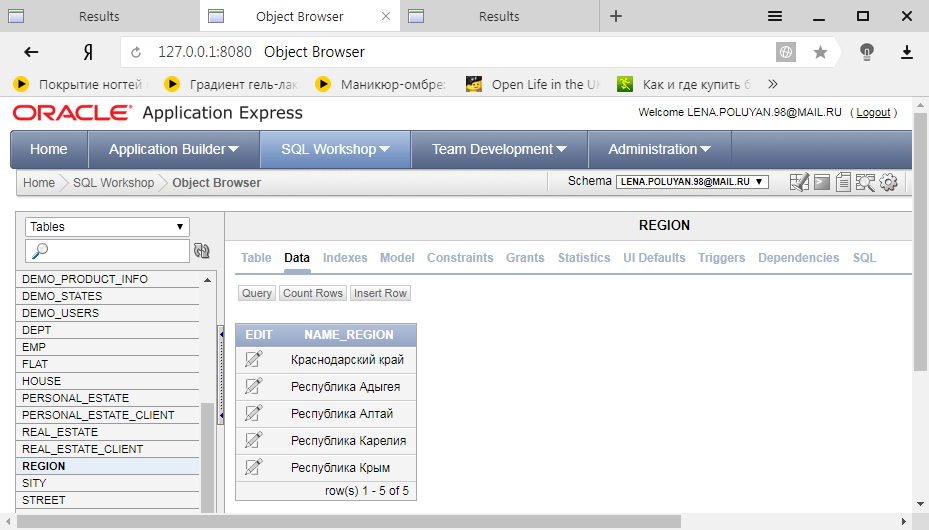 Results
Object Browser
Results
Я
127.0.0.1:8080 Object Browser
Покрытие ногтей
Градиент гель-лак
Маникюр-омбре:
Open Life in the UK
Как и где купить б
ORACLE Application Express
Welcome LENA.POLUYAN.98@MAIL.RU ( Logout )
Home
Application Builder
SQL Workshop
Team Development
Administration
Home SQL Workshop Object Browser
Schema LENA.POLUYAN.98@MAIL.RU
Tables
DEMO_PRODUCT_INFO
DEMO_STATES
DEMO_USERS
DEPT
EMP
FLAT
HOUSE
PERSONAL_ESTATE
PERSONAL_ESTATE_CLIENT
REAL_ESTATE
REAL_ESTATE_CLIENT
REGION
SITY
STREET
REGION
Table Data Indexes Model Constraints Grants Statistics UI Defaults Triggers Dependencies SQL
Query Count Rows Insert Row
EDIT NAME_REGION
Краснодарский край
Республика Адыгея
Республика Алтай
Республика Карелия
Республика Крым
row(s) 1 - 5 of 5